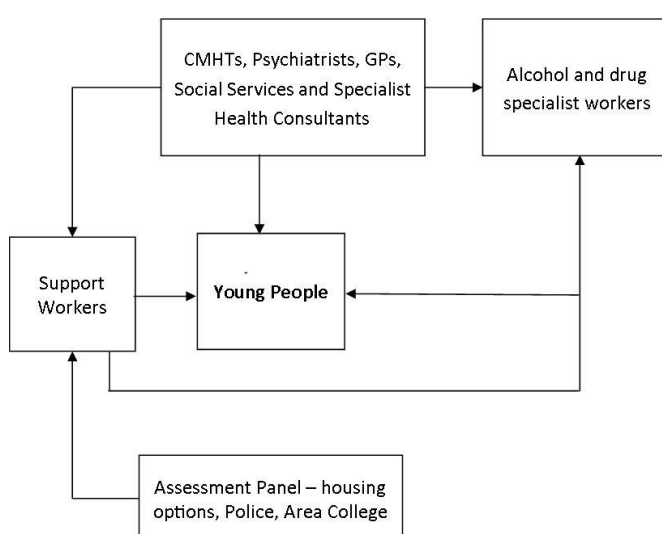 CMHTs, Psychiatrists, GPs,
Social Services and Specialist
Health Consultants
Alcohol and drug
specialist workers
Support
Workers
Young People
Assessment Panel – housing
options, Police, Area College